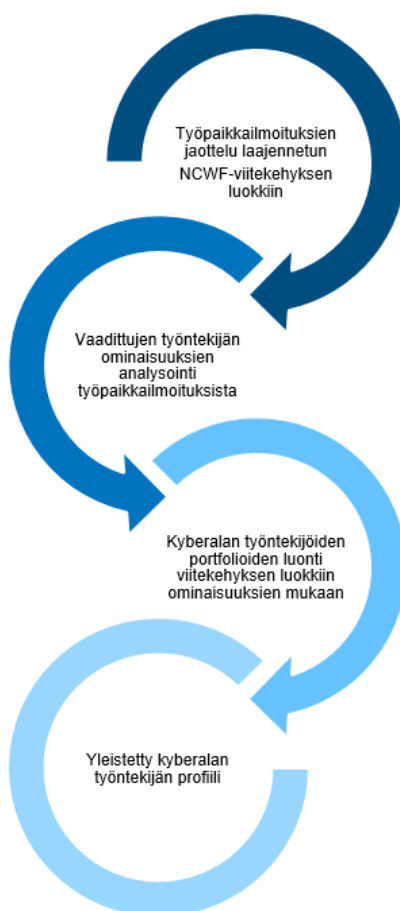 Työpaikkailmoituksien
jaottelu laajennetun
NCWF-viitekehyksen
luokkiin
Vaadittujen työntekijän
ominaisuuksien
analysointi
työpaikkailmoituksista
Kyberalan työntekijöiden
portfolioiden luonti
viitekehyksen luokkiin
ominaisuuksien mukaan
Yleistetty kyberalan
työntekijän profiili